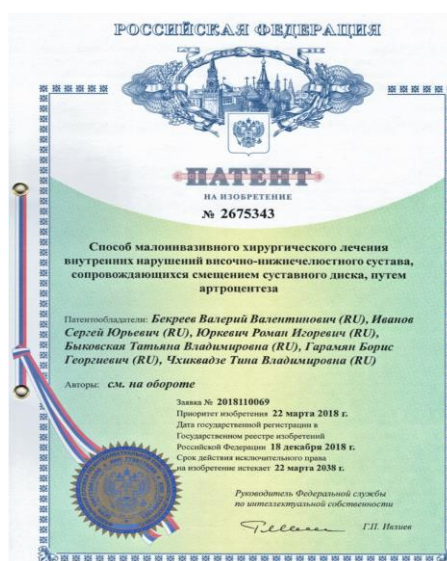 РОССИЙСКАЯ ФЕДЕРАЦИЯ
ПАТЕНТ
НА ИЗОБРЕТЕНИЕ
№ 2675343
Способ малоинвазивного хирургического лечения
внутренних нарушений височно-нижнечелюстного сустава,
сопровождающихся смещением суставного диска, путем
артроцентеза
Патентообладатели: Бекреев Валерий Валентинович (RU), Иванов
Сергей Юрьевич (RU), Юркевич Роман Игоревич (RU),
Быковская Татьяна Владимировна (RU), Гарамян Борис
Георгиевич (RU), Чхиквадзе Тина Владимировна (RU)
Авторы: см. на обороте
Заявка № 2018110069
Приоритет изобретения 22 марта 2018 г.
Дата государственной регистрации в
Государственном реестре изобретений
Российской Федерации 18 декабря 2018 г.
Срок действия исключительного права
на изобретение истекает 22 марта 2038 г.
Руководитель Федеральной службы
по интеллектуальной собственности
Г.П. Ивлиев